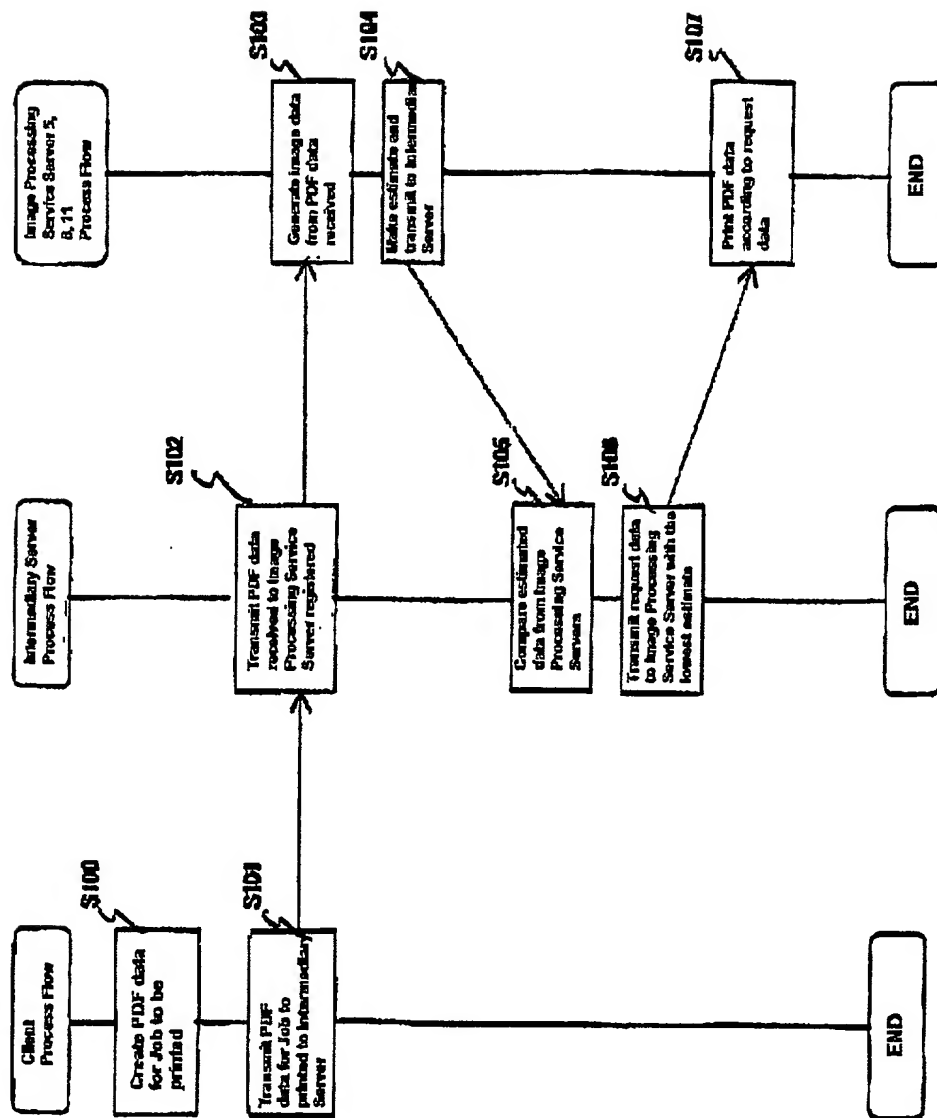 Client
Process Flow
S100
Create PDF data
for Job to be
printed
S101
Transmit PDF
data for Job to
printed to Intermediary
Server
END
Intermediary Server
Process Flow
S102
Transmit PDF data
received to Image
Processing Service
Server registered
S105
Compare estimated
data from Image
Processing Service
Servers
S106
Transmit request data
to Image Processing
Service Server with the
lowest estimate
END
Image Processing
Service Server 5,
8, 11
Process Flow
S103
Generate image data
from PDF data
received
S104
Make estimate and
transmit to Intermediary
Server
S107
Print PDF data
according to request
data
END